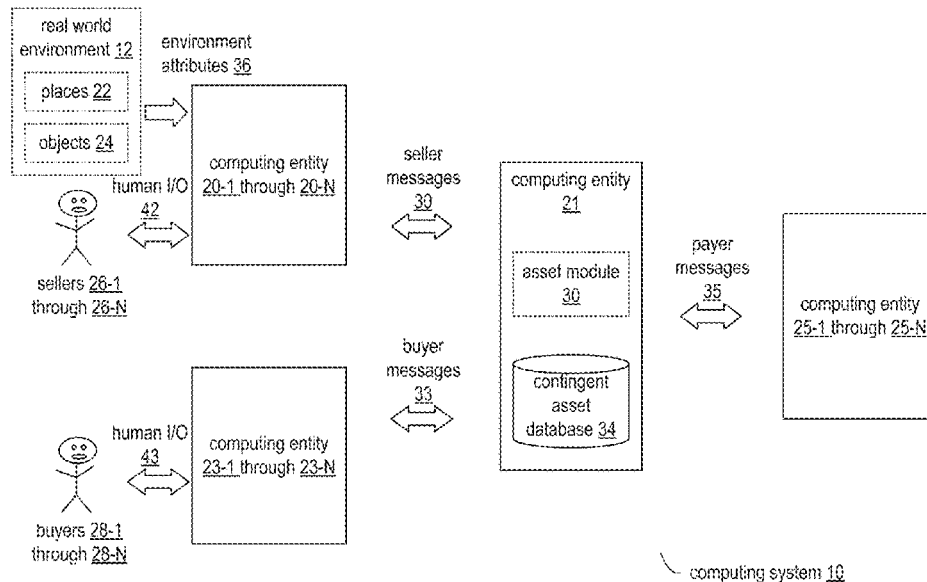 real world
environment 12
places 22
objects 24
environment
attributes 36
computing entity
20-1 through 20-N
human I/O
42
sellers 26-1
through 26-N
seller
messages
30
computing entity
21
asset module
30
contingent
asset
database 34
payer
messages
35
computing entity
25-1 through 25-N
buyer
messages
33
computing entity
23-1 through 23-N
human I/O
43
buyers 28-1
through 28-N
computing system 10